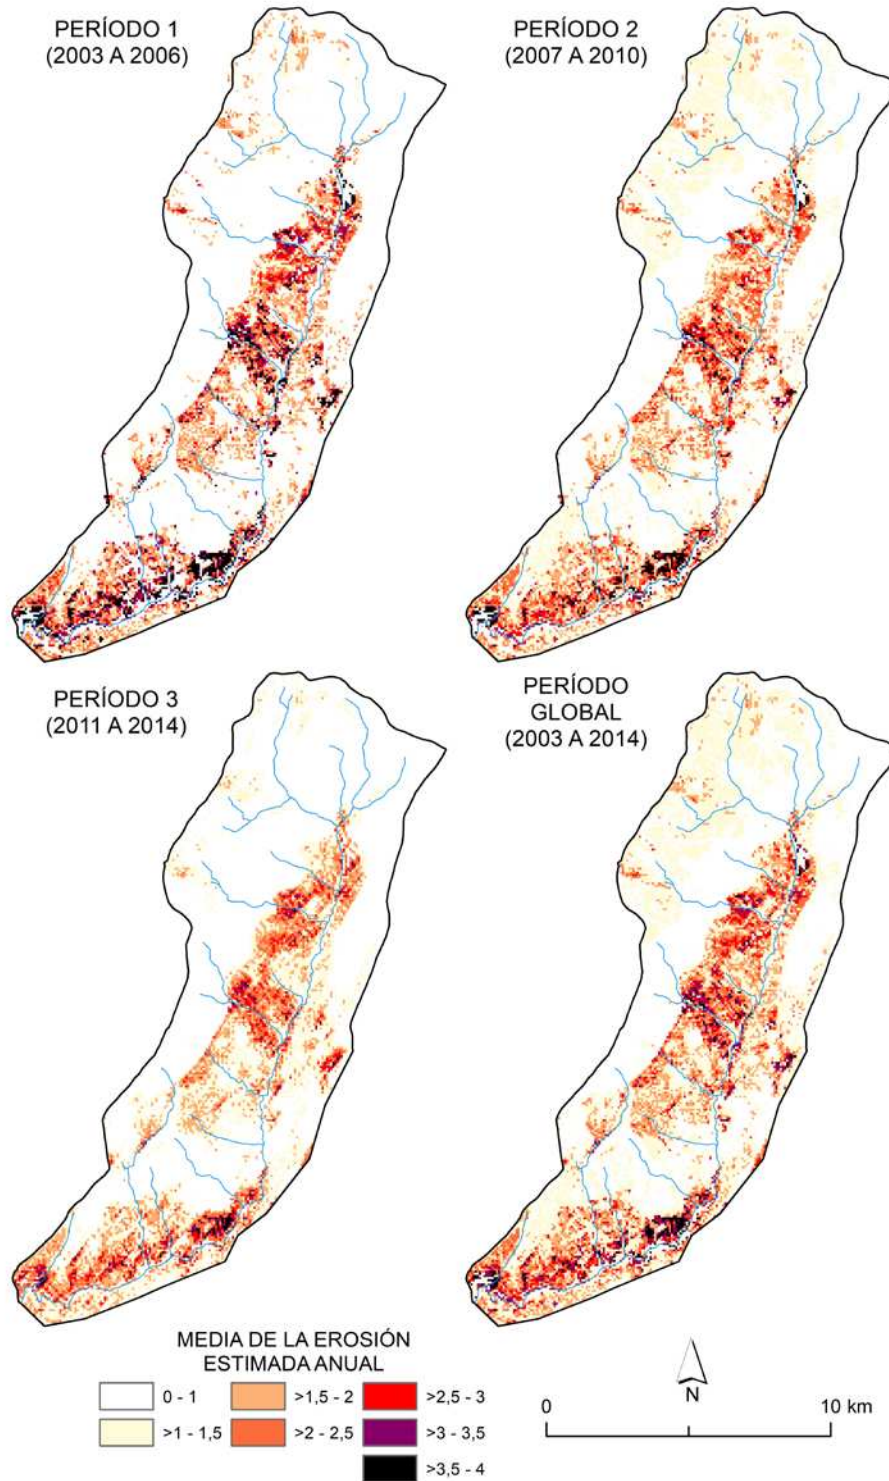 PERÍODO 1
(2003 A 2006)
PERÍODO 2
(2007 A 2010)
PERÍODO 3
(2011 A 2014)
PERÍODO
GLOBAL
(2003 A 2014)
MEDIA DE LA EROSIÓN
ESTIMADA ANUAL
0 - 1
>1,5 - 2
>2,5 - 3
>1 - 1,5
>2 - 2,5
>3 - 3,5
>3,5 - 4
N
0
10 km